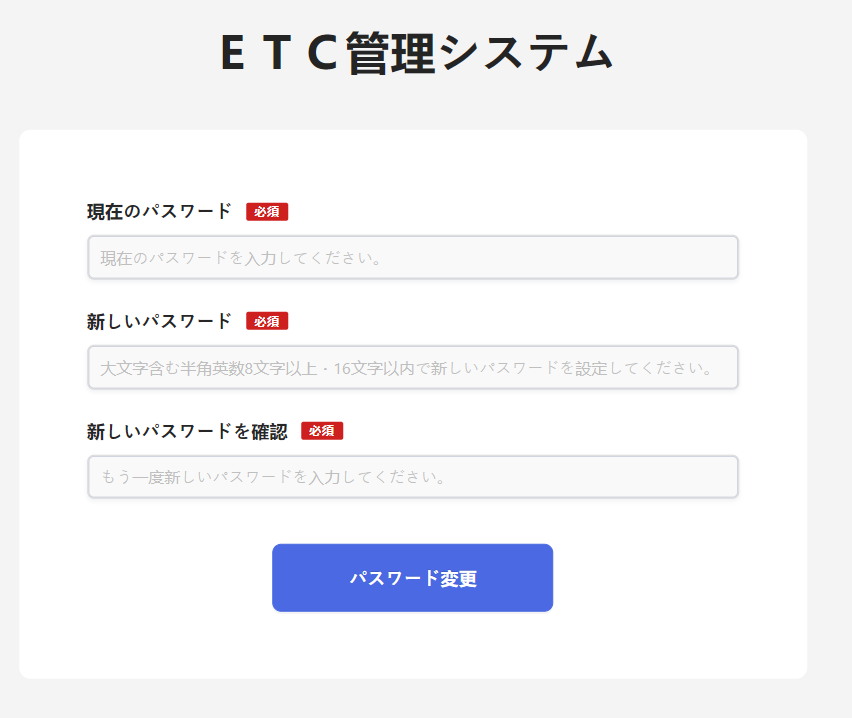 ＥＴＣ管理システム
現在のパスワード 必須
現在のパスワードを入力してください。
新しいパスワード 必須
大文字含む半角英数8文字以上・16文字以内で新しいパスワードを設定してください。
新しいパスワードを確認 必須
もう一度新しいパスワードを入力してください。
パスワード変更